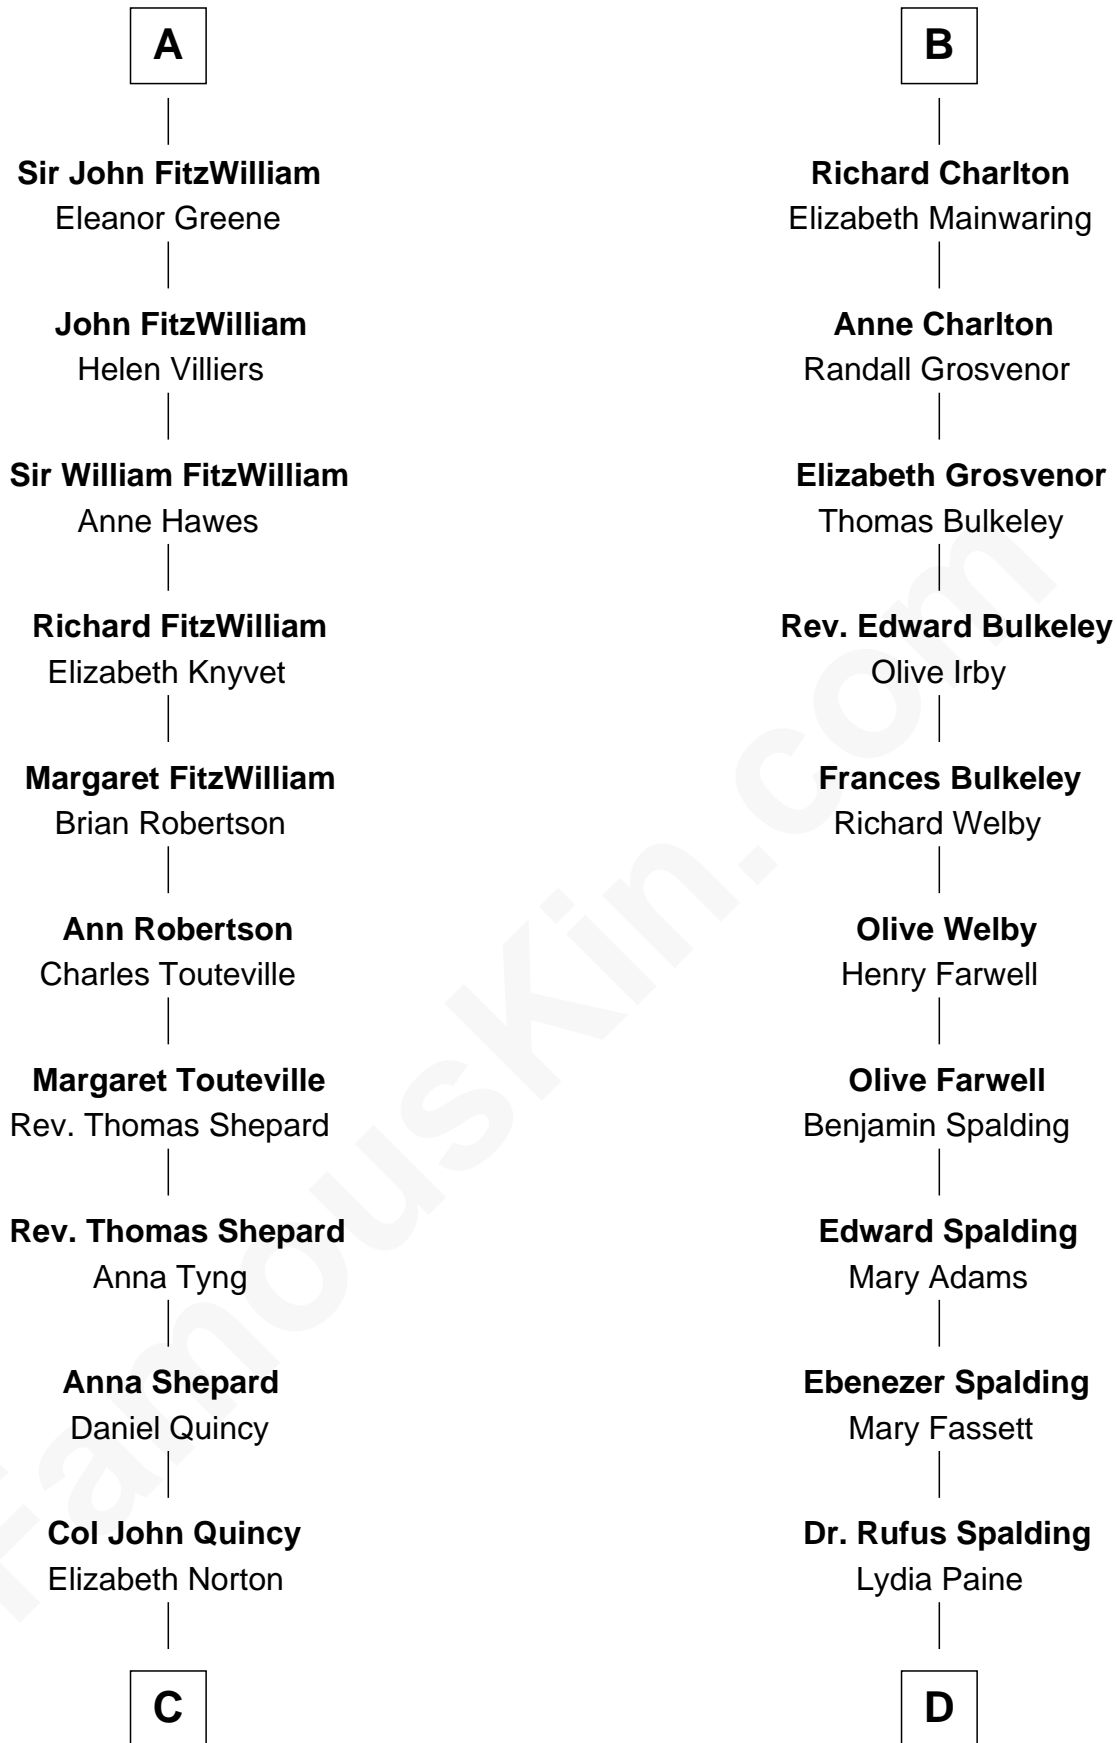 A
Sir John FitzWilliam
Eleanor Greene
John FitzWilliam
Helen Villiers
Sir William FitzWilliam
Anne Hawes
Richard FitzWilliam
Elizabeth Knyvet
Margaret FitzWilliam
Brian Robertson
Ann Robertson
Charles Touteville
Margaret Touteville
Rev. Thomas Shepard
Rev. Thomas Shepard
Anna Tyng
Anna Shepard
Daniel Quincy
Col John Quincy
Elizabeth Norton
C
B
Richard Charlton
Elizabeth Mainwaring
Anne Charlton
Randall Grosvenor
Elizabeth Grosvenor
Thomas Bulkeley
Rev. Edward Bulkeley
Olive Irby
Frances Bulkeley
Richard Welby
Olive Welby
Henry Farwell
Olive Farwell
Benjamin Spalding
Edward Spalding
Mary Adams
Ebenezer Spalding
Mary Fassett
Dr. Rufus Spalding
Lydia Paine
D
FamousKin.com